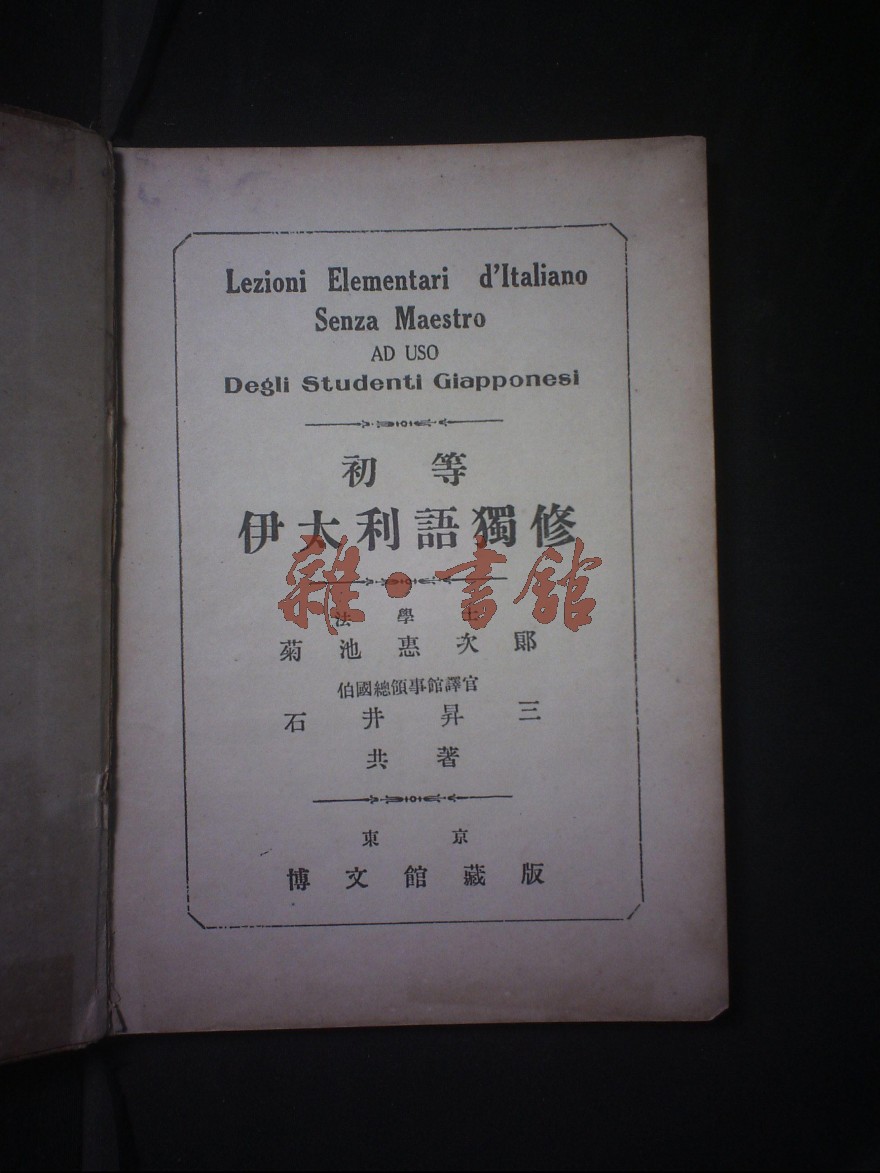 Lezioni Elementari d'Italiano
Senza Maestro
AD USO
Degli Studenti Giapponesi
初等
伊大利語獨修
雜·書館
法學士
菊池惠次郎
伯國總領事館譯官
石井昇三
共著
東京
博文館藏版